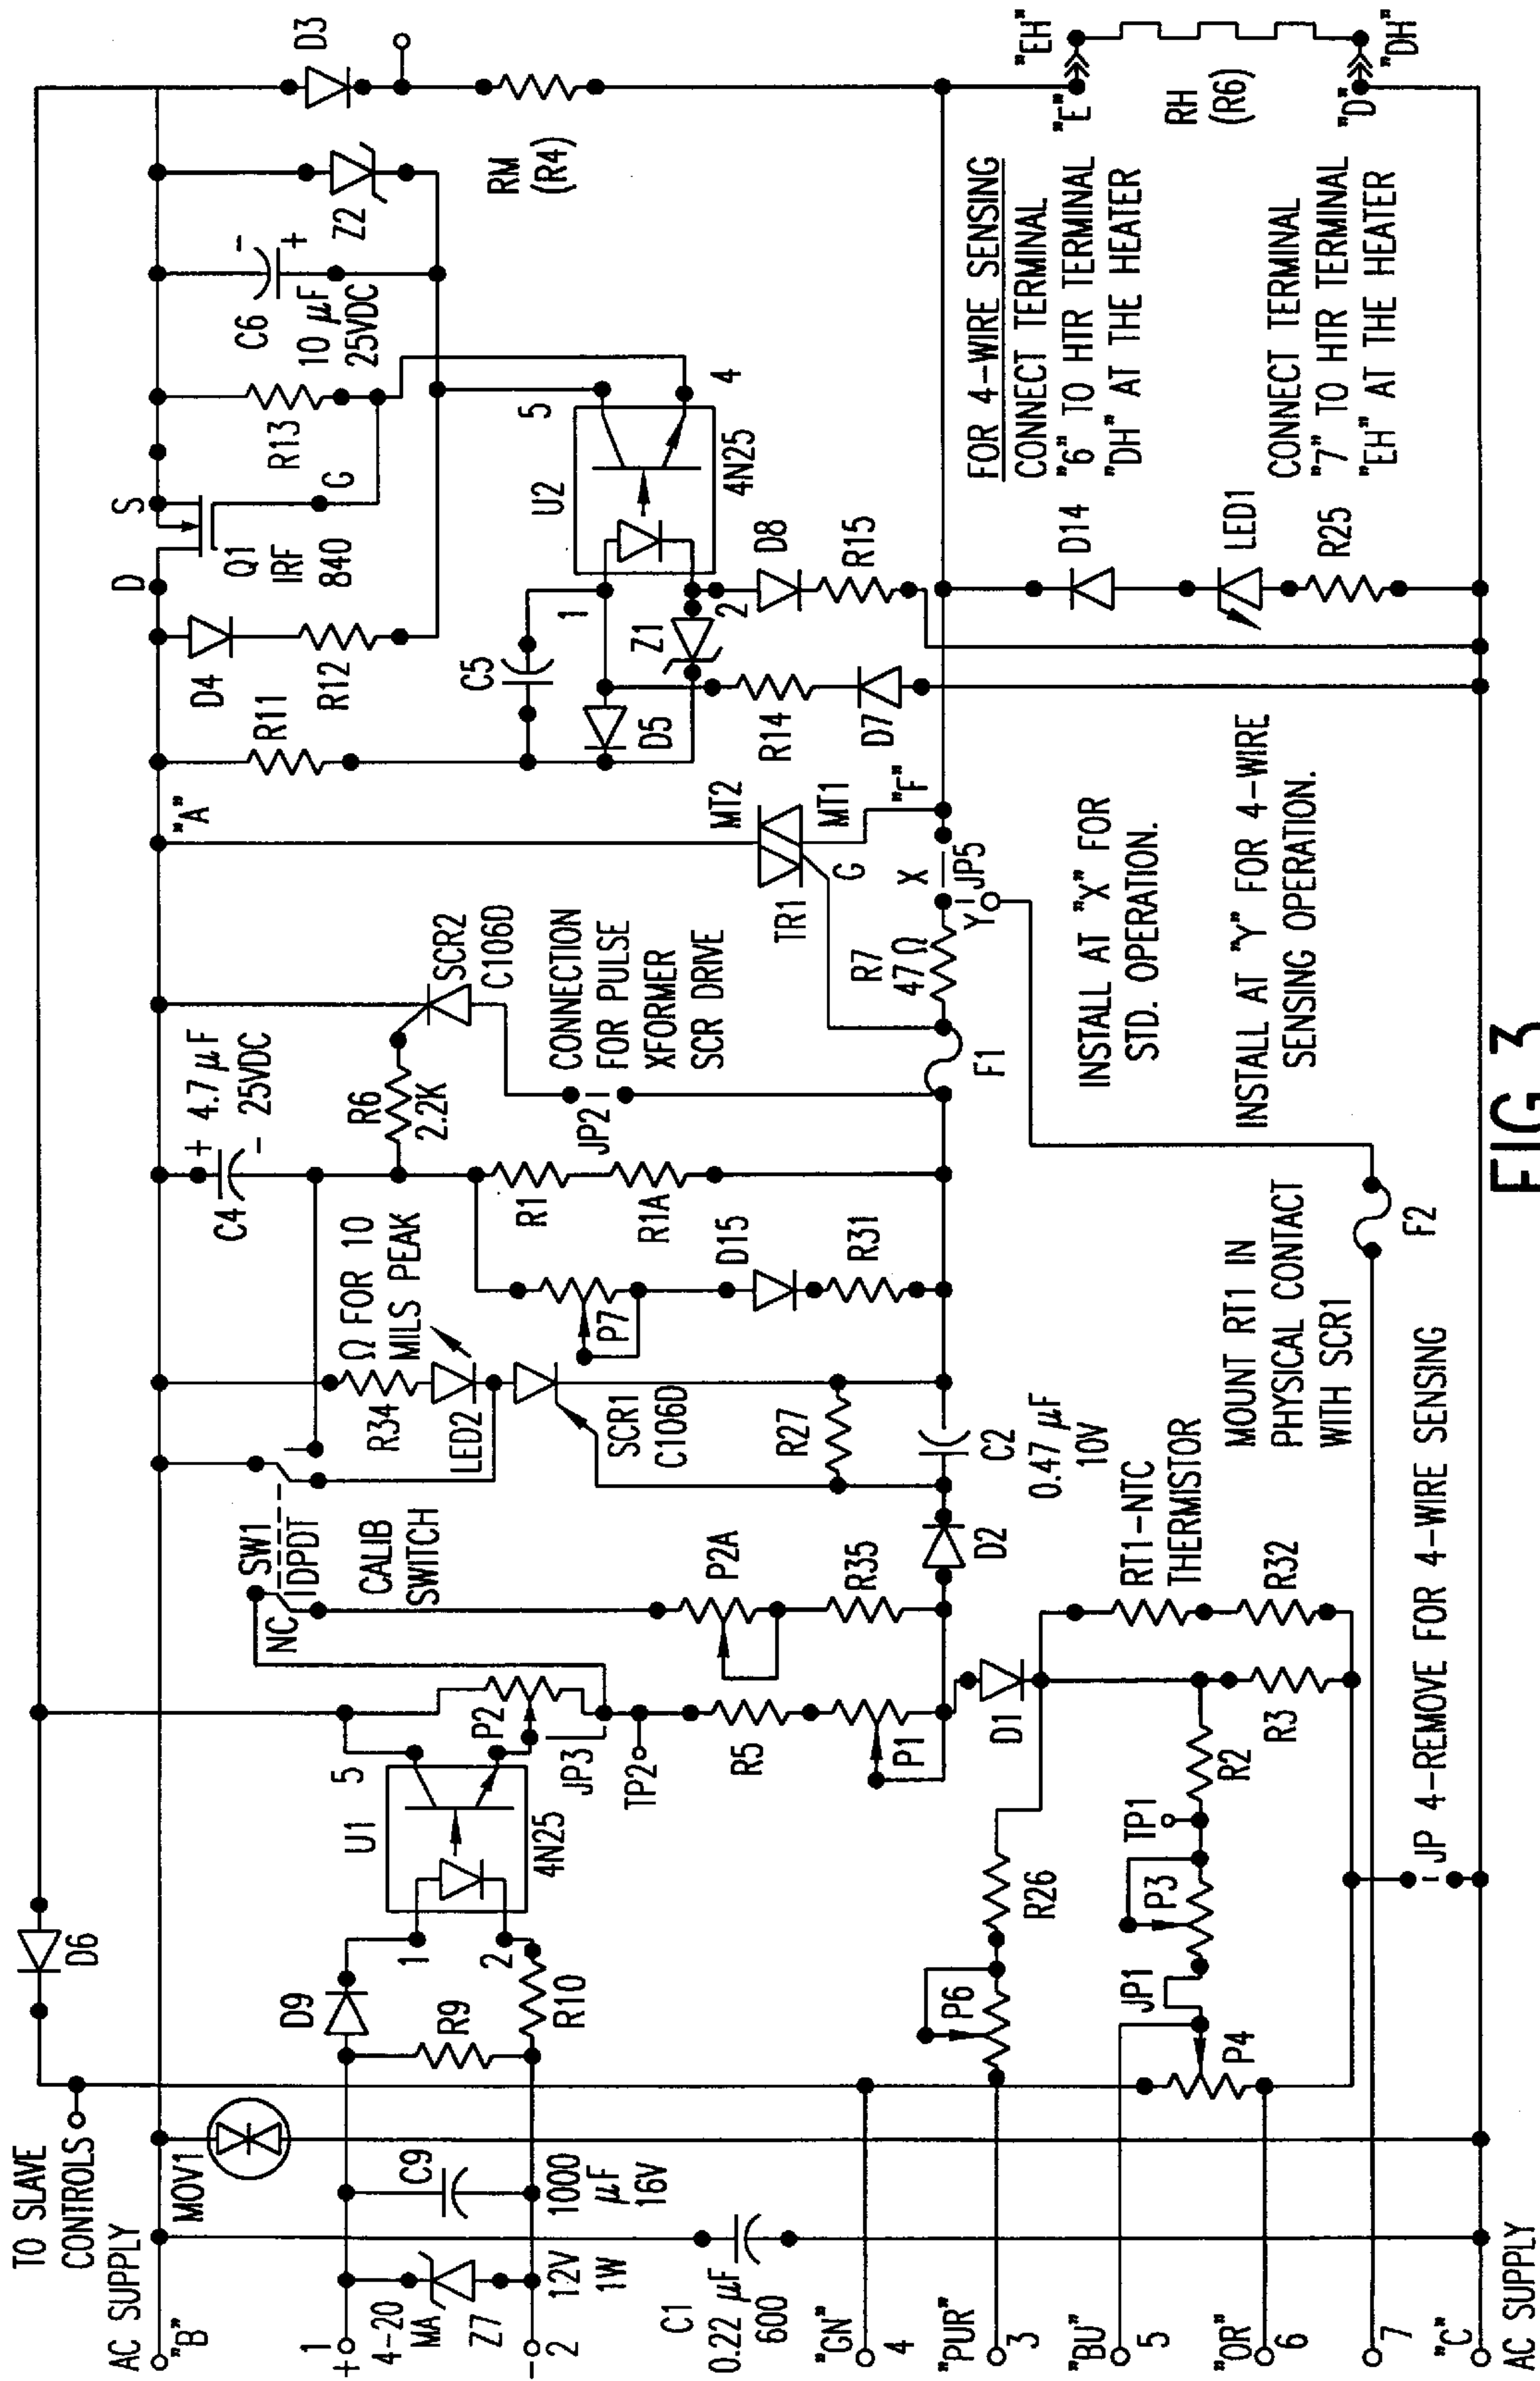 TO SLAVE
CONTROLS
AC SUPPLY
"B"
MOV1
D6
D9
1
+
4-20
MA
Z7
-
2
12V
1W
C9
1000
µF
16V
R9
R10
1
2
U1
5
4N25
P2
JP3
TP2
SW1
DPDT
NC
CALIB
SWITCH
P2A
R35
R5
P1
D1
D2
C1
0.22 µF
600
"GN"
4
"PUR"
3
"BU"
5
"OR"
6
7
"C"
AC SUPPLY
P6
R26
P4
JP1
P3
TP1
R2
R3
R32
RT1-NTC
THERMISTOR
MOUNT RT1 IN
PHYSICAL CONTACT
WITH SCR1
JP 4-REMOVE FOR 4-WIRE SENSING
F2
C4
+
4.7 µF
-
25VDC
R34
Ω FOR 10
MILS PEAK
LED2
SCR1
C106D
R27
C2
0.47 µF
10V
P7
D15
R31
R1
R1A
R6
2.2K
SCR2
C106D
JP2
CONNECTION
FOR PULSE
XFORMER
SCR DRIVE
F1
R7
47 Ω
X
Y
JP5
INSTALL AT "X" FOR
STD. OPERATION.
INSTALL AT "Y" FOR 4-WIRE
SENSING OPERATION.
"A"
MT2
MT1
TR1
G
"F"
R11
D4
R12
D
S
Q1
IRF
840
G
R13
C6
-
+
10 µF
25VDC
Z2
D3
RM
(R4)
C5
D5
Z1
1
2
U2
5
4
4N25
D8
R15
R14
D7
D14
LED1
R25
FOR 4-WIRE SENSING
CONNECT TERMINAL
"6" TO HTR TERMINAL
"DH" AT THE HEATER
CONNECT TERMINAL
"7" TO HTR TERMINAL
"EH" AT THE HEATER
"E"
"EH"
RH
(R6)
"D"
"DH"
FIG 3